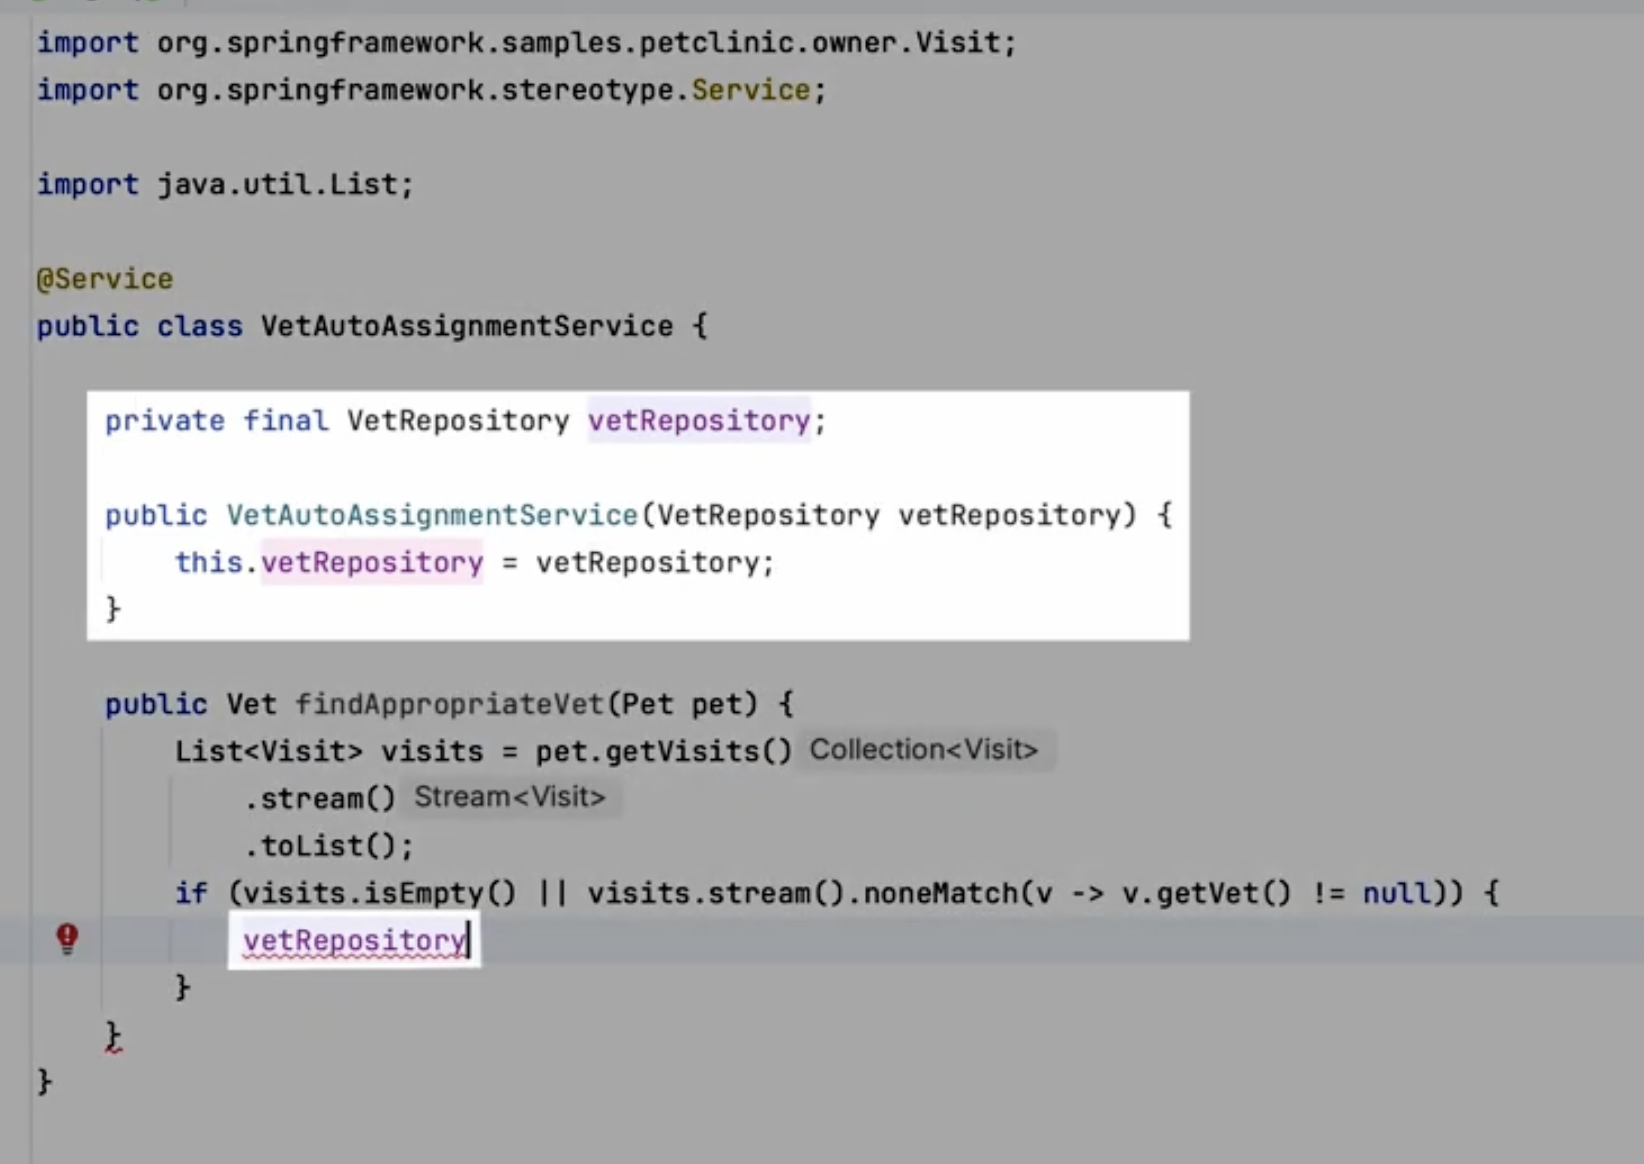 import org.springframework.samples.petclinic.owner.Visit;
import org.springframework.stereotype.Service;
import java.util.List;
@Service
public class VetAutoAssignmentService {
private final VetRepository vetRepository;
public VetAutoAssignmentService(VetRepository vetRepository) {
this.vetRepository = vetRepository;
}
public Vet findAppropriateVet(Pet pet) {
List<Visit> visits = pet.getVisits() Collection<Visit>
.stream() Stream<Visit>
.toList();
if (visits.isEmpty() || visits.stream().noneMatch(v -> v.getVet() != null)) {
vetRepository
}
}
}